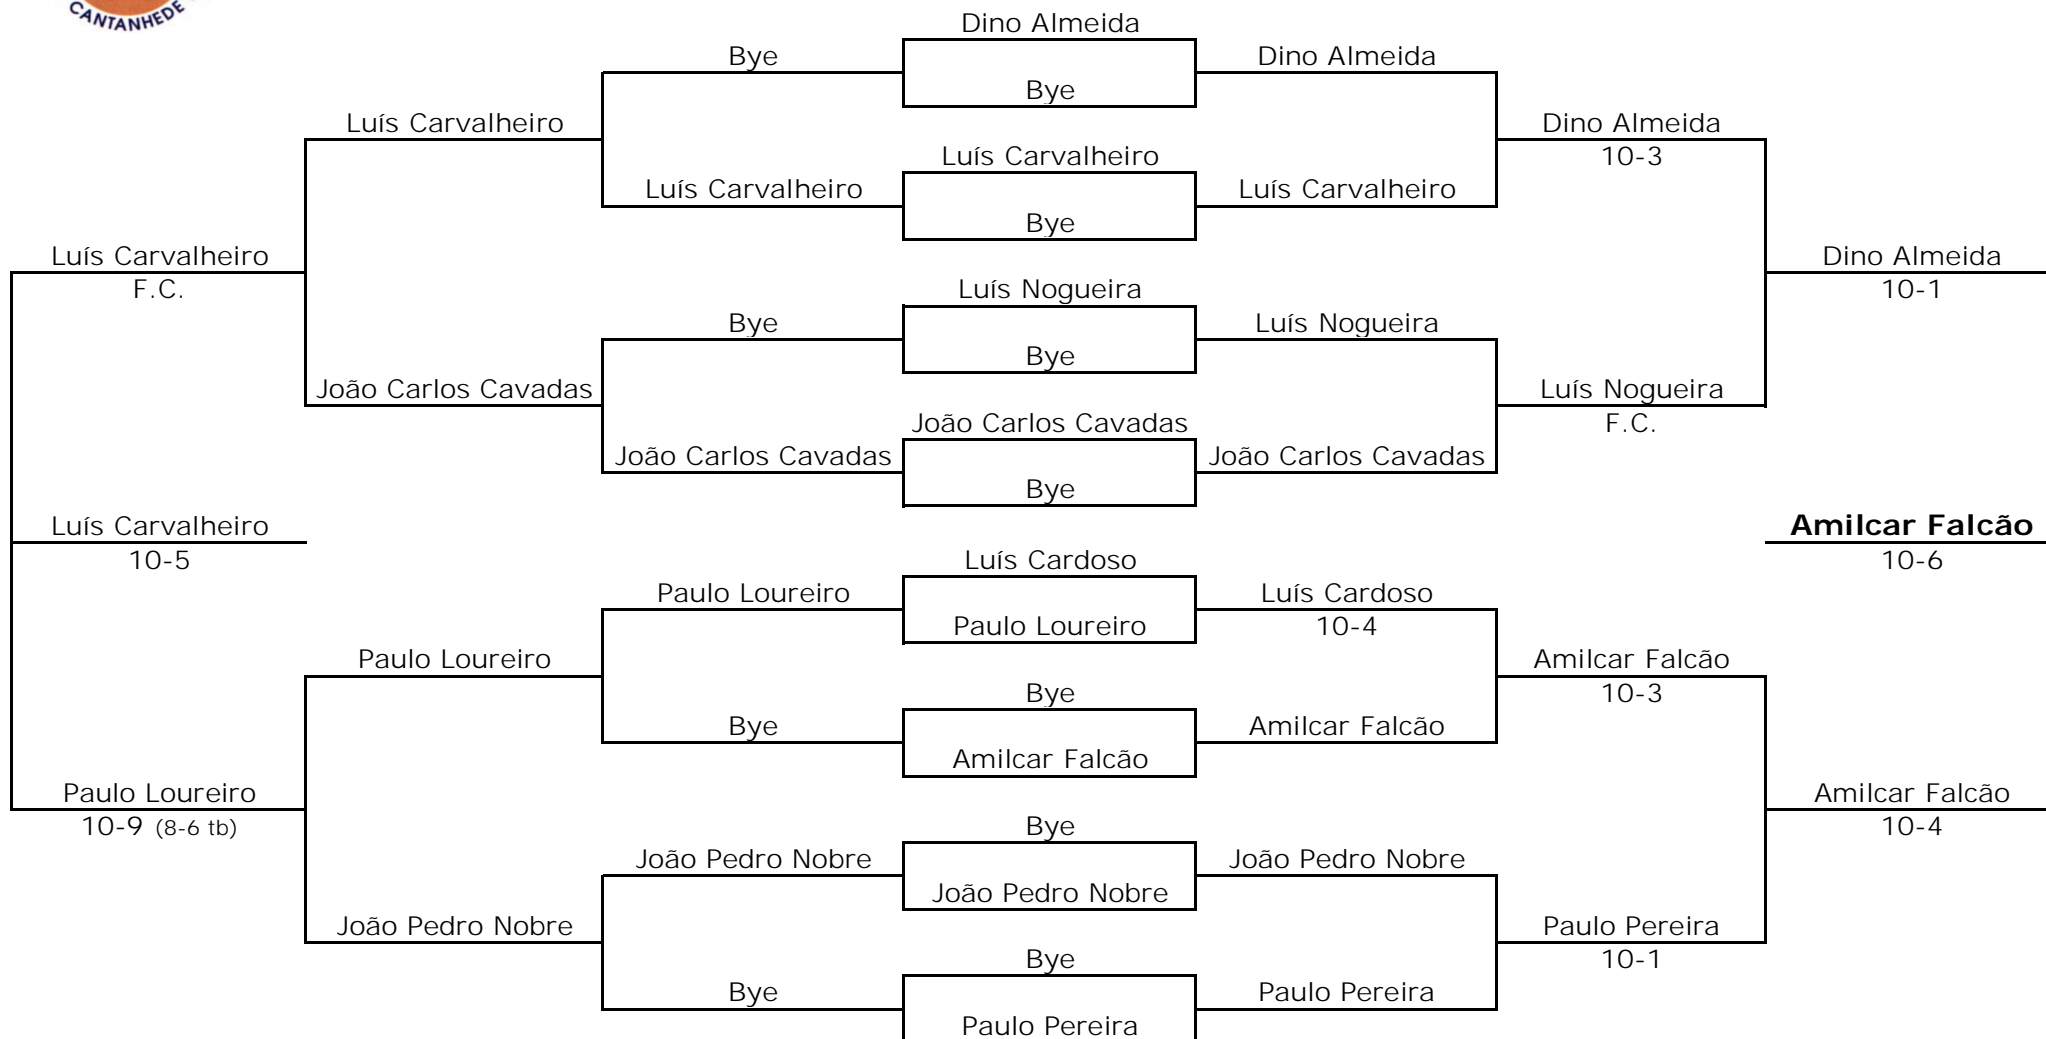 CANTANHEDE
Dino Almeida
Bye
Dino Almeida
Bye
Luís Carvalheiro
Dino Almeida
Luís Carvalheiro
10-3
Luís Carvalheiro
Luís Carvalheiro
Bye
Luís Carvalheiro
Dino Almeida
F.C.
10-1
Luís Nogueira
Bye
Luís Nogueira
Bye
João Carlos Cavadas
Luís Nogueira
João Carlos Cavadas
F.C.
João Carlos Cavadas
João Carlos Cavadas
Bye
Luís Carvalheiro
Amilcar Falcão
10-5
10-6
Luís Cardoso
Paulo Loureiro
Luís Cardoso
Paulo Loureiro
10-4
Paulo Loureiro
Amilcar Falcão
Bye
10-3
Bye
Amilcar Falcão
Amilcar Falcão
Paulo Loureiro
Amilcar Falcão
10-9 (8-6 tb)
Bye
10-4
João Pedro Nobre
João Pedro Nobre
João Pedro Nobre
João Pedro Nobre
Paulo Pereira
Bye
10-1
Bye
Paulo Pereira
Paulo Pereira